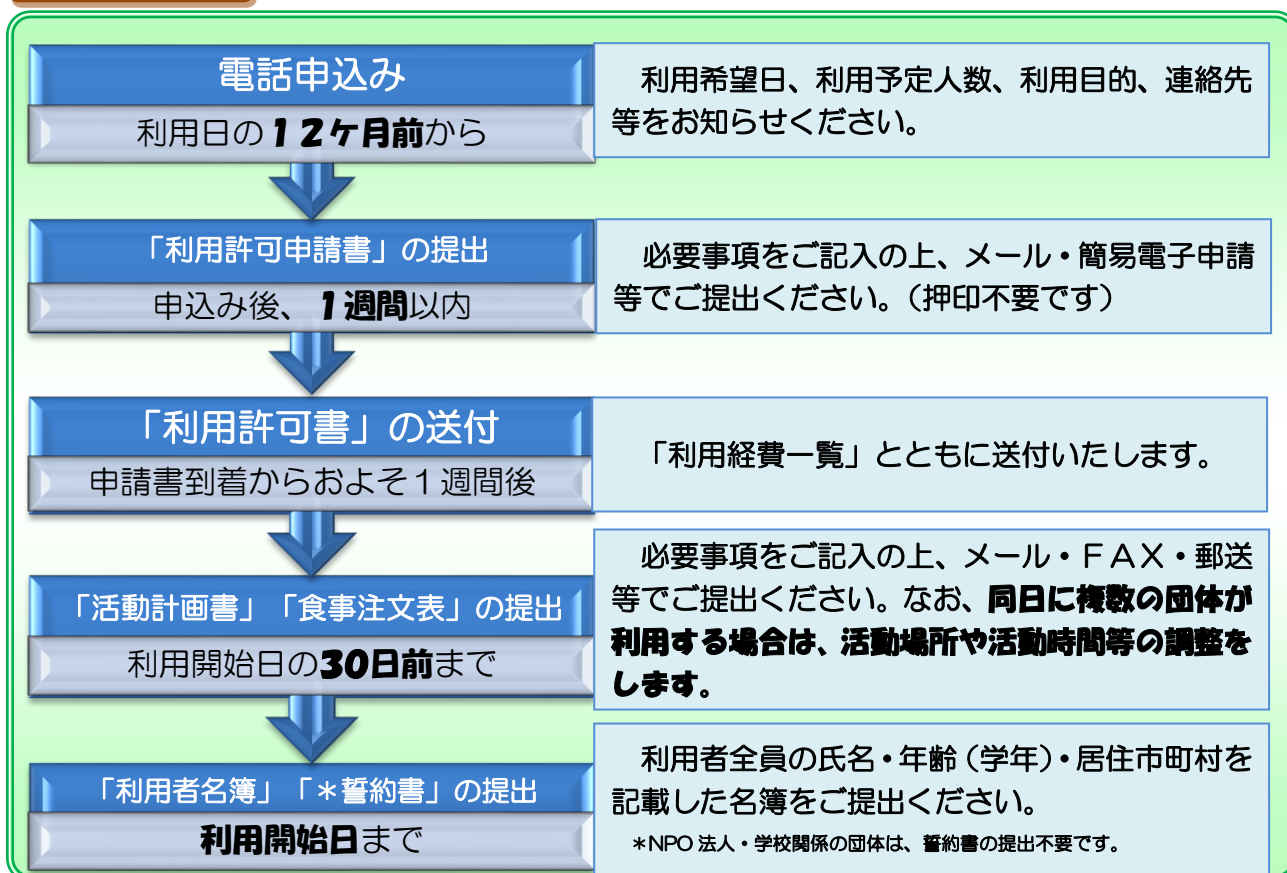 電話申込み
利用日の12ケ月前から
利用希望日、利用予定人数、利用目的、連絡先
等をお知らせください。
「利用許可申請書」の提出
申込み後、1週間以内
必要事項をご記入の上、メール・簡易電子申請
等でご提出ください。（押印不要です）
「利用許可書」の送付
申請書到着からおよそ1週間後
「利用経費一覧」とともに送付いたします。
「活動計画書」「食事注文表」の提出
利用開始日の30日前まで
必要事項をご記入の上、メール・ＦＡＸ・郵送
等でご提出ください。なお、同日に複数の団体が
利用する場合は、活動場所や活動時間等の調整を
します。
「利用者名簿」「＊誓約書」の提出
利用開始日まで
利用者全員の氏名・年齢（学年）・居住市町村を
記載した名簿をご提出ください。
＊NPO 法人・学校関係の団体は、誓約書の提出不要です。